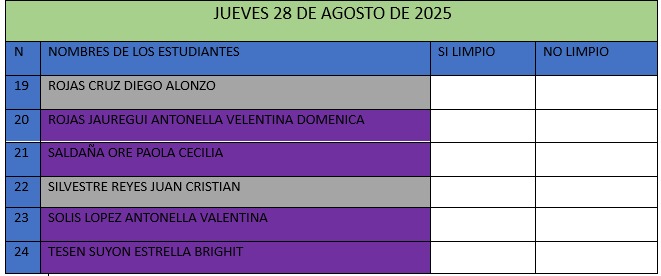 JUEVES 28 DE AGOSTO DE 2025
N NOMBRES DE LOS ESTUDIANTES SI LIMPIO NO LIMPIO
19 ROJAS CRUZ DIEGO ALONZO
20 ROJAS JAUREGUI ANTONELLA VELENTINA DOMENICA
21 SALDAÑA ORE PAOLA CECILIA
22 SILVESTRE REYES JUAN CRISTIAN
23 SOLIS LOPEZ ANTONELLA VALENTINA
24 TESEN SUYON ESTRELLA BRIGHIT